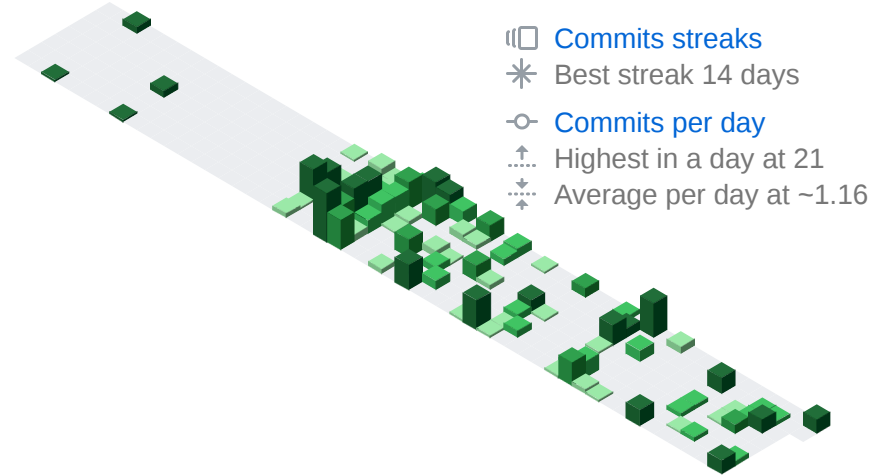 Commits streaks
Best streak 14 days
Commits per day
Highest in a day at 21
Average per day at ~1.16